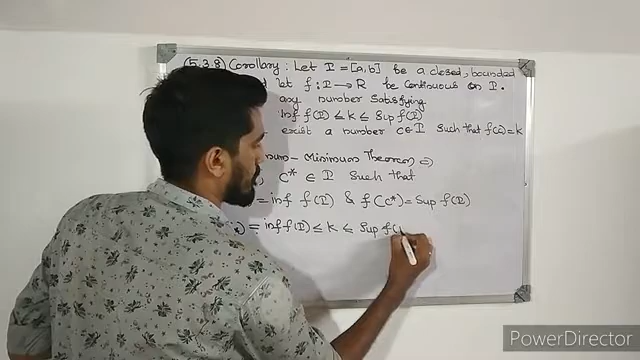 (5.3.8) Corollary: Let I = [a,b] be a closed, bounded
let f: I → R be continuous on I.
any number satisfying
inf f(I) ≤ k ≤ Sup f(I)
exist a number c∈I such that f(c)=k
- Minimum Theorem ⇒
c* ∈ I such that
= inf f(I) & f(c*) = Sup f(I)
= inf f(I) ≤ k ≤ Sup f(
PowerDirector